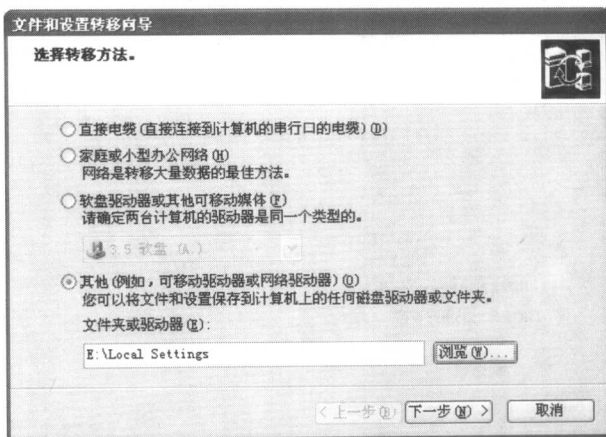 文件和设置转移向导
选择转移方法。
直接电缆(直接连接到计算机的串行口的电缆)(D)
家庭或小型办公网络(H)
网络是转移大量数据的最佳方法。
软盘驱动器或其他可移动媒体(F)
请确定两台计算机的驱动器是同一个类型的。
3.5 软盘 (A:)
其他(例如，可移动驱动器或网络驱动器)(O)
您可以将文件和设置保存到计算机上的任何磁盘驱动器或文件夹。
文件夹或驱动器(E):
E:\Local Settings
浏览(W)...
< 上一步(B)
下一步(N) >
取消